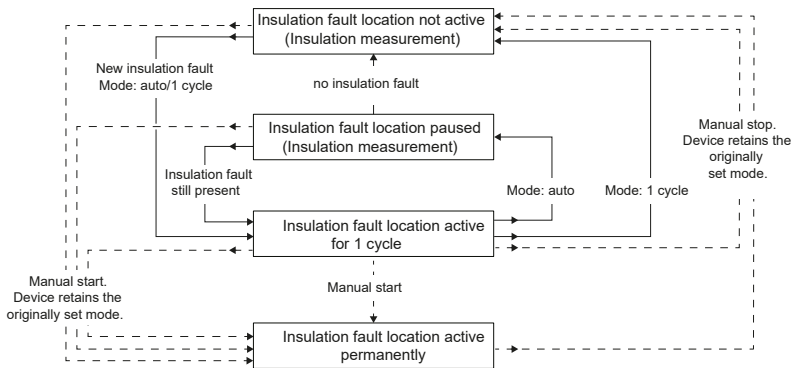 Insulation fault location not active
(Insulation measurement)
New insulation fault
Mode: auto/1 cycle
no insulation fault
Insulation fault location paused
(Insulation measurement)
Manual stop.
Device retains the
originally
set mode.
Insulation fault
still present
Mode: auto
Mode: 1 cycle
Insulation fault location active
for 1 cycle
Manual start.
Device retains the
originally set mode.
Manual start
Insulation fault location active
permanently